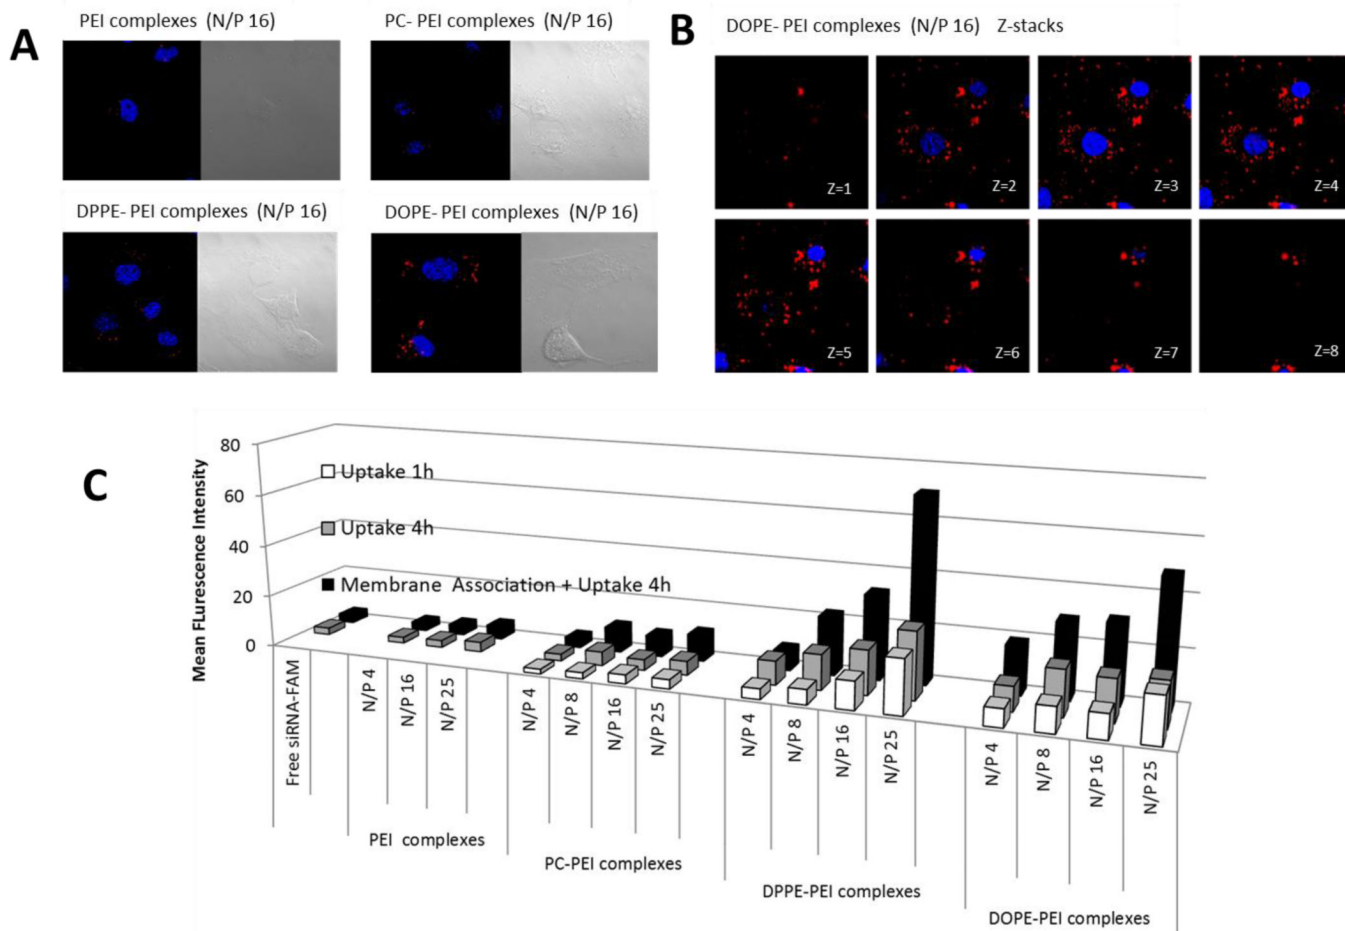 A
PEI complexes (N/P 16)
PC- PEI complexes (N/P 16)
DPPE- PEI complexes (N/P 16)
DOPE- PEI complexes (N/P 16)
B
DOPE- PEI complexes (N/P 16) Z-stacks
Z=1
Z=2
Z=3
Z=4
Z=5
Z=6
Z=7
Z=8
C
Mean FLurescence Intensity
80
60
40
20
0
Uptake 1h
Uptake 4h
Membrane Association + Uptake 4h
Free siRNA-FAM
N/P 4
N/P 16
N/P 25
N/P 4
N/P 8
N/P 16
N/P 25
N/P 4
N/P 8
N/P 16
N/P 25
N/P 4
N/P 8
N/P 16
N/P 25
PEI complexes
PC-PEI complexes
DPPE-PEI complexes
DOPE-PEI complexes